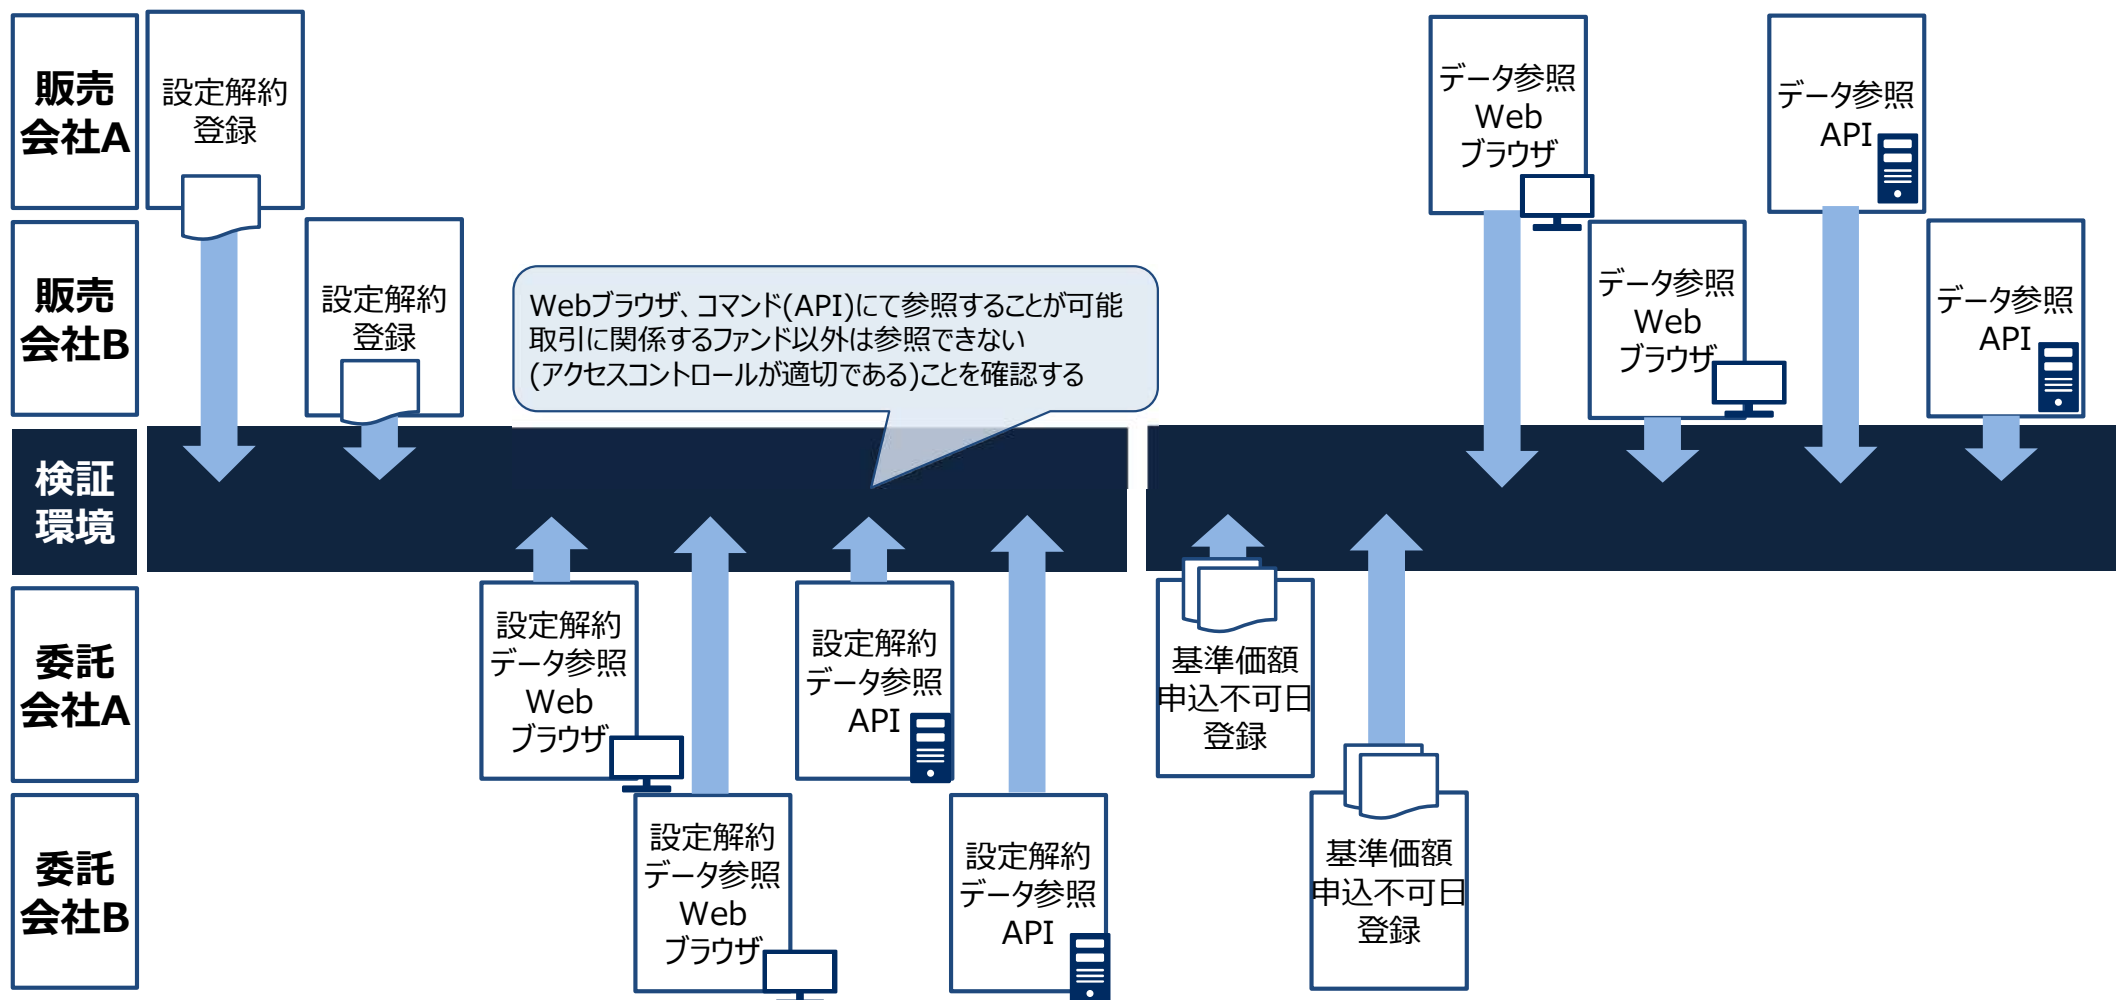 販売
会社A
設定解約
登録
データ参照
Web
ブラウザ
データ参照
API
販売
会社B
設定解約
登録
Webブラウザ、コマンド(API)にて参照することが可能
取引に関係するファンド以外は参照できない
(アクセスコントロールが適切である)ことを確認する
データ参照
Web
ブラウザ
データ参照
API
検証
環境
委託
会社A
設定解約
データ参照
Web
ブラウザ
設定解約
データ参照
API
基準価額
申込不可日
登録
委託
会社B
設定解約
データ参照
Web
ブラウザ
設定解約
データ参照
API
基準価額
申込不可日
登録